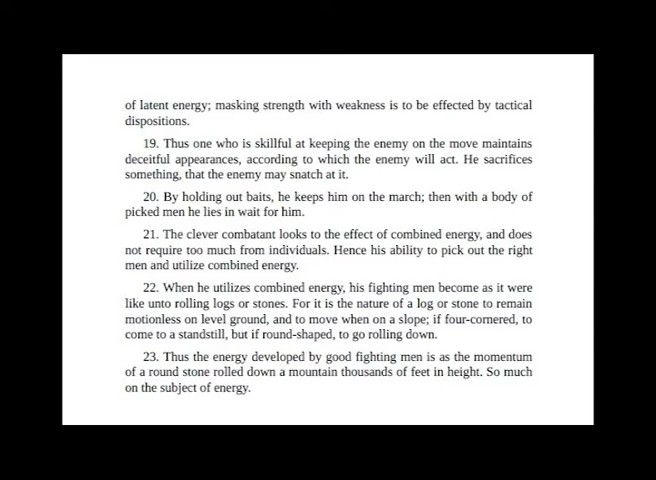 of latent energy; masking strength with weakness is to be effected by tactical
dispositions.
19. Thus one who is skillful at keeping the enemy on the move maintains
deceitful appearances, according to which the enemy will act. He sacrifices
something, that the enemy may snatch at it.
20. By holding out baits, he keeps him on the march; then with a body of
picked men he lies in wait for him.
21. The clever combatant looks to the effect of combined energy, and does
not require too much from individuals. Hence his ability to pick out the right
men and utilize combined energy.
22. When he utilizes combined energy, his fighting men become as it were
like unto rolling logs or stones. For it is the nature of a log or stone to remain
motionless on level ground, and to move when on a slope; if four-cornered, to
come to a standstill, but if round-shaped, to go rolling down.
23. Thus the energy developed by good fighting men is as the momentum
of a round stone rolled down a mountain thousands of feet in height. So much
on the subject of energy.